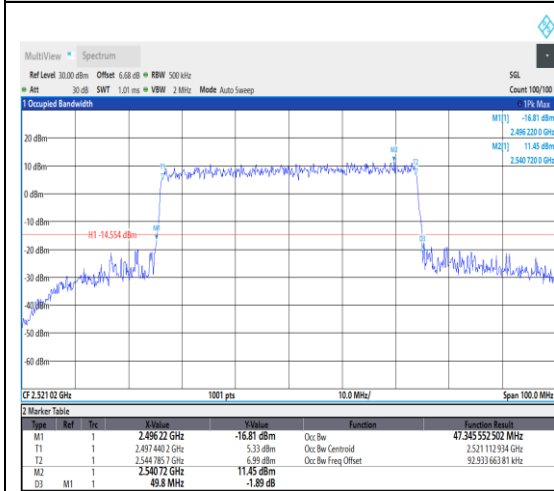 MultiView Spectrum
Ref Level 30.00 dBm Offset 6.68 dB RBW 500 kHz SGL
Att 30 dB SWT 1.01 ms VBW 2 MHz Mode Auto Sweep Count 100/100
1 Occupied Bandwidth 1Pk Max
M1[1] -16.81 dBm
2.496 220 0 GHz
M2[1] 11.45 dBm
2.540 720 0 GHz
20 dBm
M2
T1
T2
10 dBm
0 dBm
-10 dBm
M1
H1 -14.554 dBm
D3
-20 dBm
-30 dBm
-40 dBm
-50 dBm
-60 dBm
CF 2.521 02 GHz 1001 pts 10.0 MHz/ Span 100.0 MHz
2 Marker Table
Type Ref Trc X-Value Y-Value Function Function Result
M1 1 2.496 22 GHz -16.81 dBm Occ Bw 47.345 552 502 MHz
T1 1 2.497 440 2 GHz 5.33 dBm Occ Bw Centroid 2.521 112 934 GHz
T2 1 2.544 785 7 GHz 6.99 dBm Occ Bw Freq Offset 92.933 663 81 kHz
M2 1 2.540 72 GHz 11.45 dBm
D3 M1 1 49.8 MHz -1.89 dB